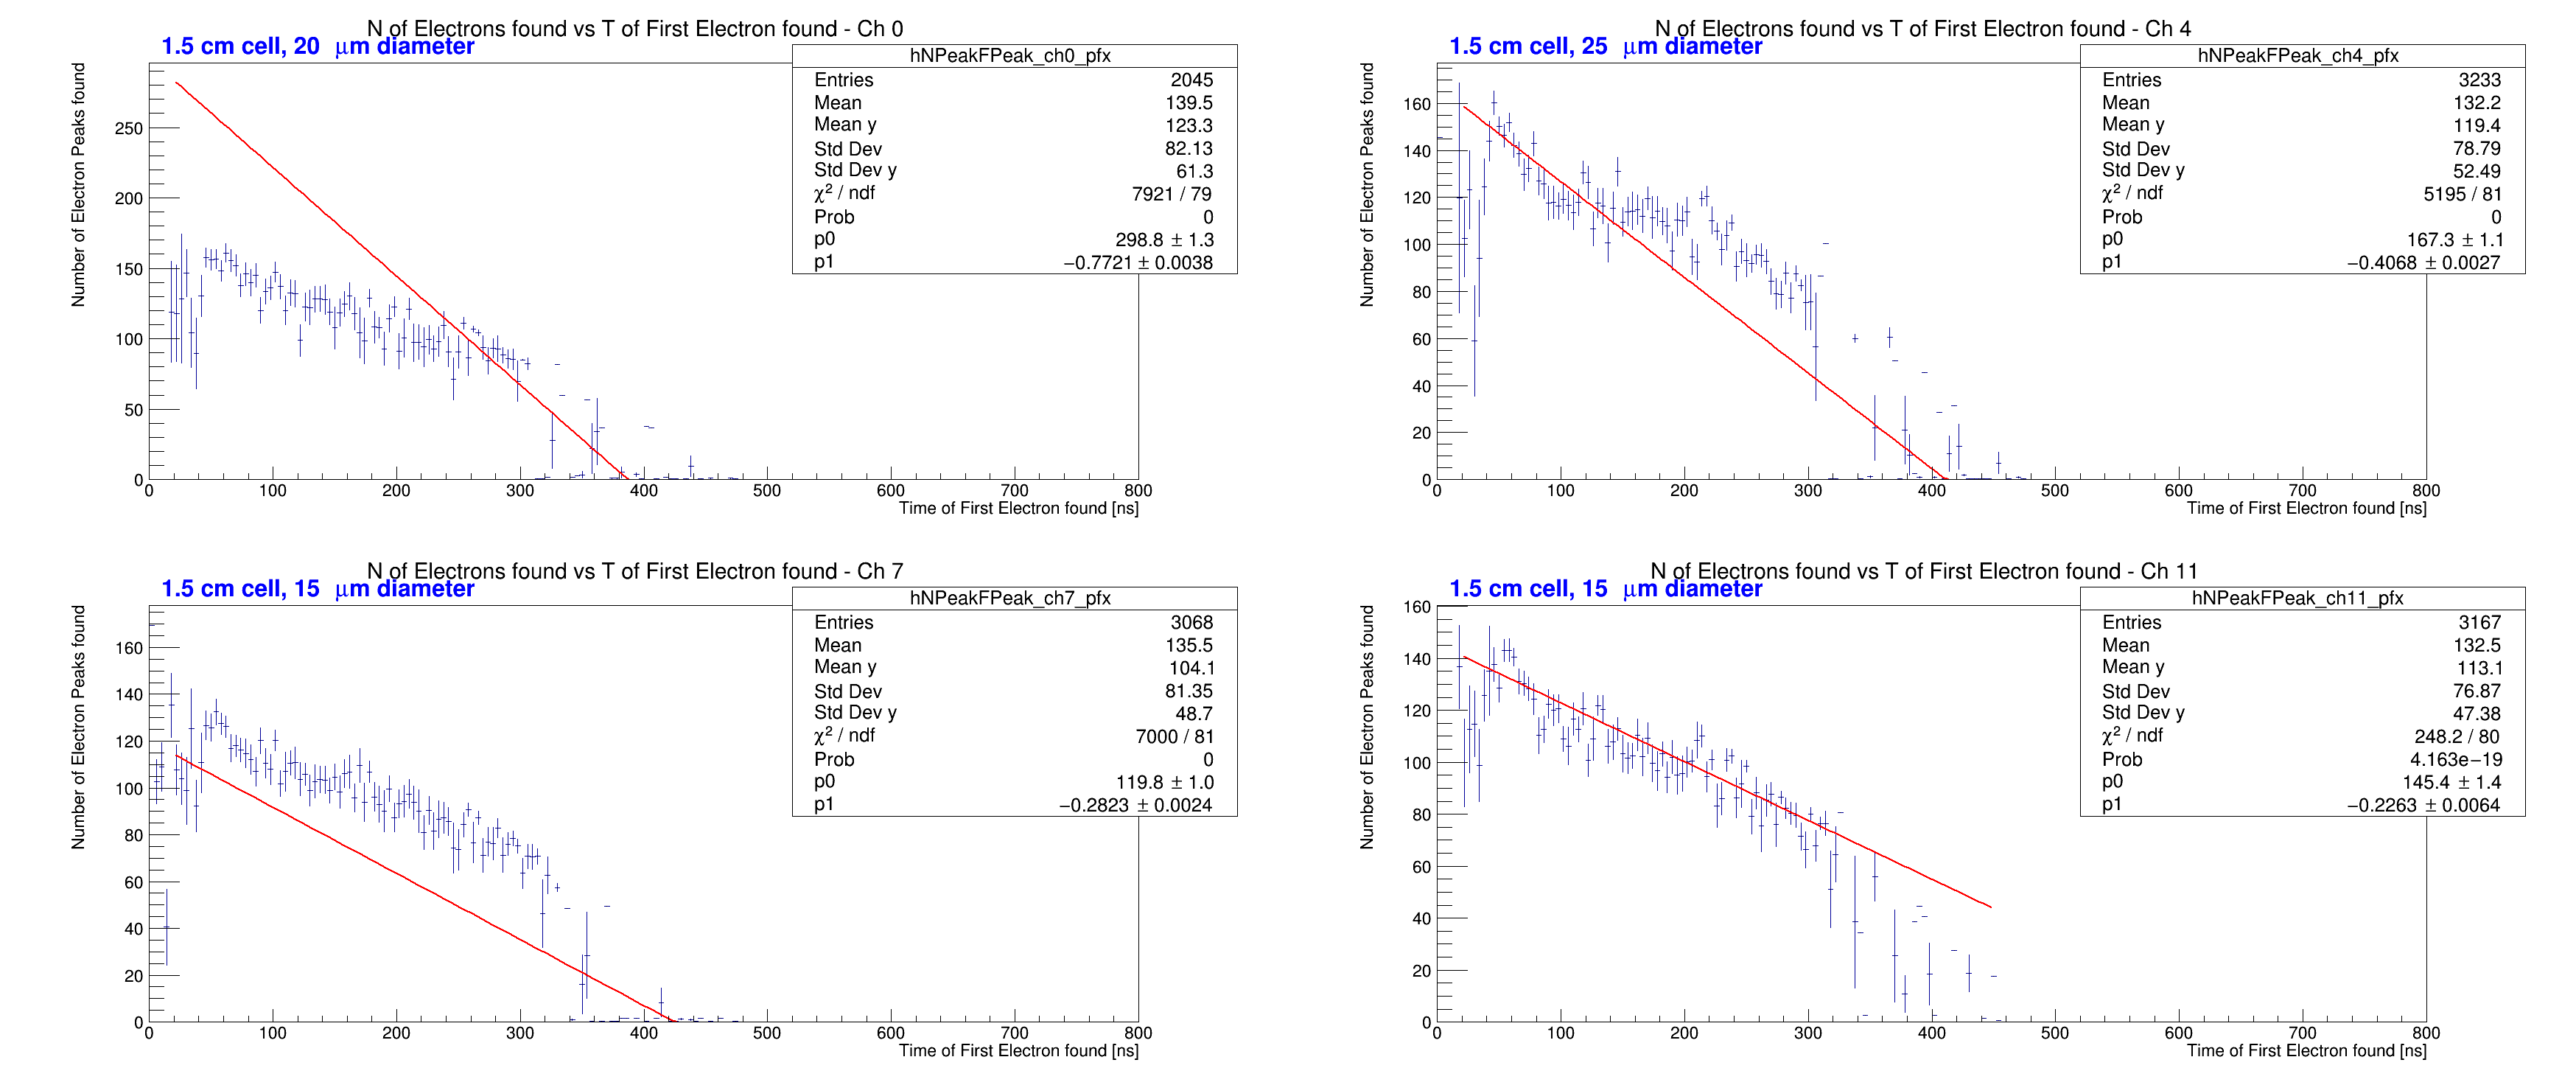 N of Electrons found vs T of First Electron found - Ch 0
1.5 cm cell, 20 μm diameter
hNPeakFPeak_ch0_pfx
Entries 2045
Mean 139.5
Mean y 123.3
Std Dev 82.13
Std Dev y 61.3
χ² / ndf 7921 / 79
Prob 0
p0 298.8 ± 1.3
p1 −0.7721 ± 0.0038
Number of Electron Peaks found
250
200
150
100
50
0
0 100 200 300 400 500 600 700 800
Time of First Electron found [ns]
N of Electrons found vs T of First Electron found - Ch 4
1.5 cm cell, 25 μm diameter
hNPeakFPeak_ch4_pfx
Entries 3233
Mean 132.2
Mean y 119.4
Std Dev 78.79
Std Dev y 52.49
χ² / ndf 5195 / 81
Prob 0
p0 167.3 ± 1.1
p1 −0.4068 ± 0.0027
Number of Electron Peaks found
160
140
120
100
80
60
40
20
0
0 100 200 300 400 500 600 700 800
Time of First Electron found [ns]
N of Electrons found vs T of First Electron found - Ch 7
1.5 cm cell, 15 μm diameter
hNPeakFPeak_ch7_pfx
Entries 3068
Mean 135.5
Mean y 104.1
Std Dev 81.35
Std Dev y 48.7
χ² / ndf 7000 / 81
Prob 0
p0 119.8 ± 1.0
p1 −0.2823 ± 0.0024
Number of Electron Peaks found
160
140
120
100
80
60
40
20
0
0 100 200 300 400 500 600 700 800
Time of First Electron found [ns]
N of Electrons found vs T of First Electron found - Ch 11
1.5 cm cell, 15 μm diameter
hNPeakFPeak_ch11_pfx
Entries 3167
Mean 132.5
Mean y 113.1
Std Dev 76.87
Std Dev y 47.38
χ² / ndf 248.2 / 80
Prob 4.163e−19
p0 145.4 ± 1.4
p1 −0.2263 ± 0.0064
Number of Electron Peaks found
160
140
120
100
80
60
40
20
0
0 100 200 300 400 500 600 700 800
Time of First Electron found [ns]